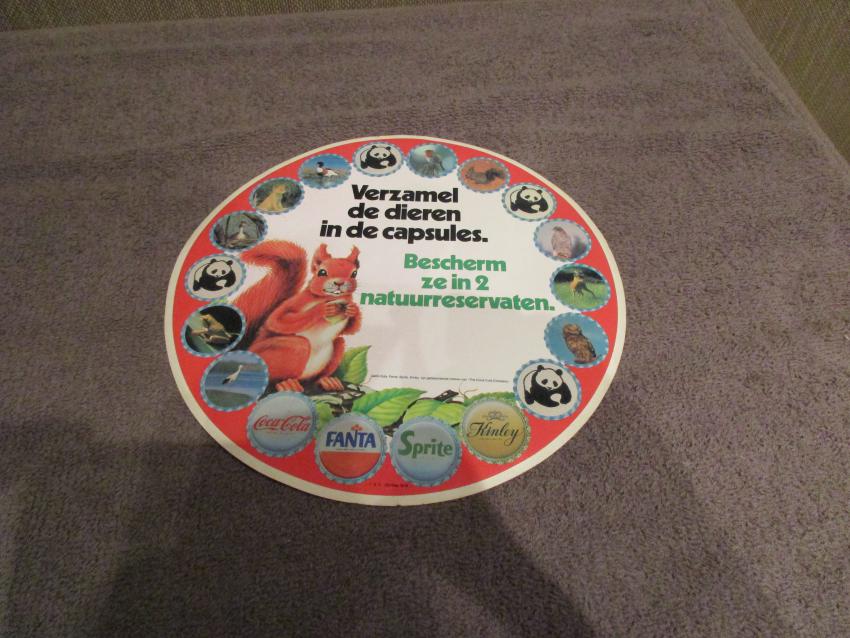 Verzamel
de dieren
in de capsules.
Bescherm
ze in 2
natuurreservaten.
Coca-Cola
FANTA
Sprite
Kinley